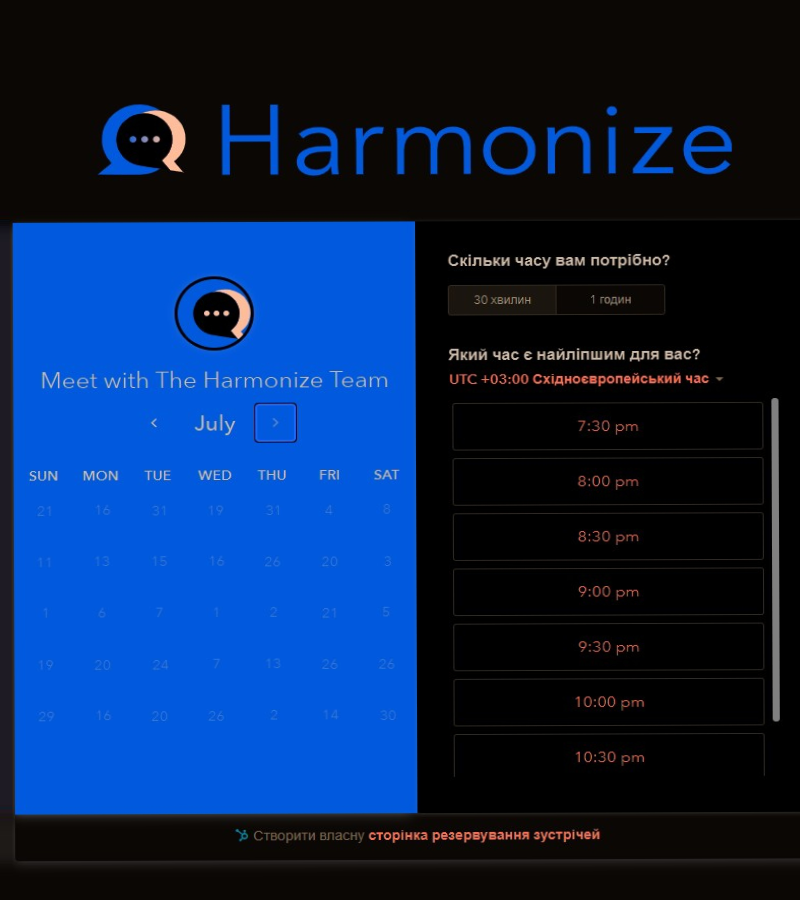 Harmonize
Meet with The Harmonize Team
July
SUN MON TUE WED THU FRI SAT
21 16 31 19 31 4 8
11 13 15 16 26 20 3
1 6 7 1 2 21 5
19 20 24 7 13 26 26
29 16 20 26 2 14 30
Скільки часу вам потрібно?
30 хвилин 1 годин
Який час є найліпшим для вас?
UTC +03:00 Східноєвропейський час
7:30 pm
8:00 pm
8:30 pm
9:00 pm
9:30 pm
10:00 pm
10:30 pm
Створити власну сторінка резервування зустрічей